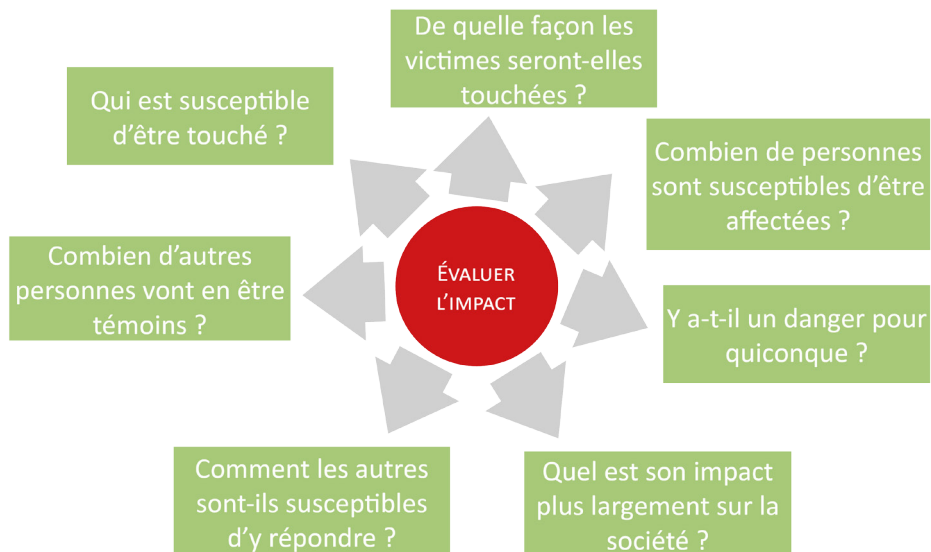 De quelle façon les
victimes seront-elles
touchées ?
Qui est susceptible
d'être touché ?
Combien de personnes
sont susceptibles d'être
affectées ?
Combien d'autres
personnes vont en être
témoins ?
ÉVALUER
L'IMPACT
Y a-t-il un danger pour
quiconque ?
Comment les autres
sont-ils susceptibles
d'y répondre ?
Quel est son impact
plus largement sur la
société ?